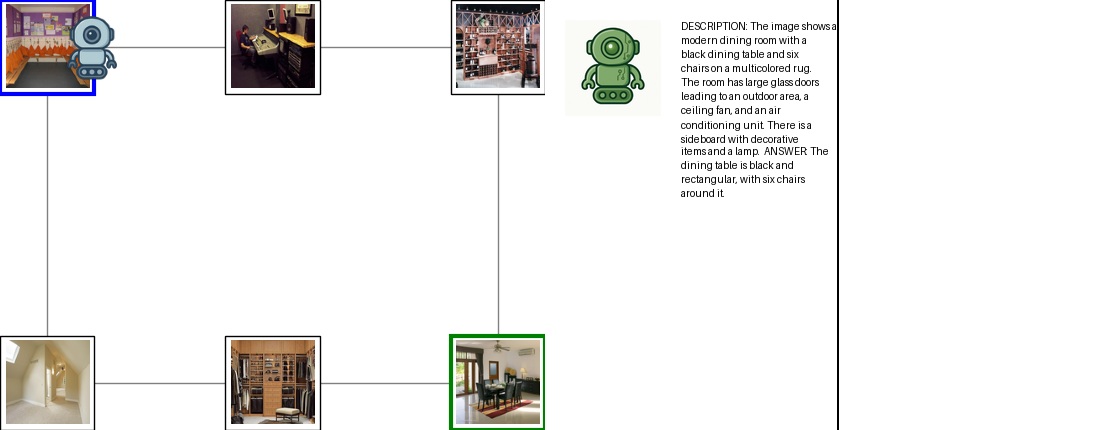 DESCRIPTION: The image shows a
modern dining room with a
black dining table and six
chairs on a multicolored rug.
The room has large glass doors
leading to an outdoor area, a
ceiling fan, and an air
conditioning unit. There is a
sideboard with decorative
items and a lamp. ANSWER: The
dining table is black and
rectangular, with six chairs
around it.